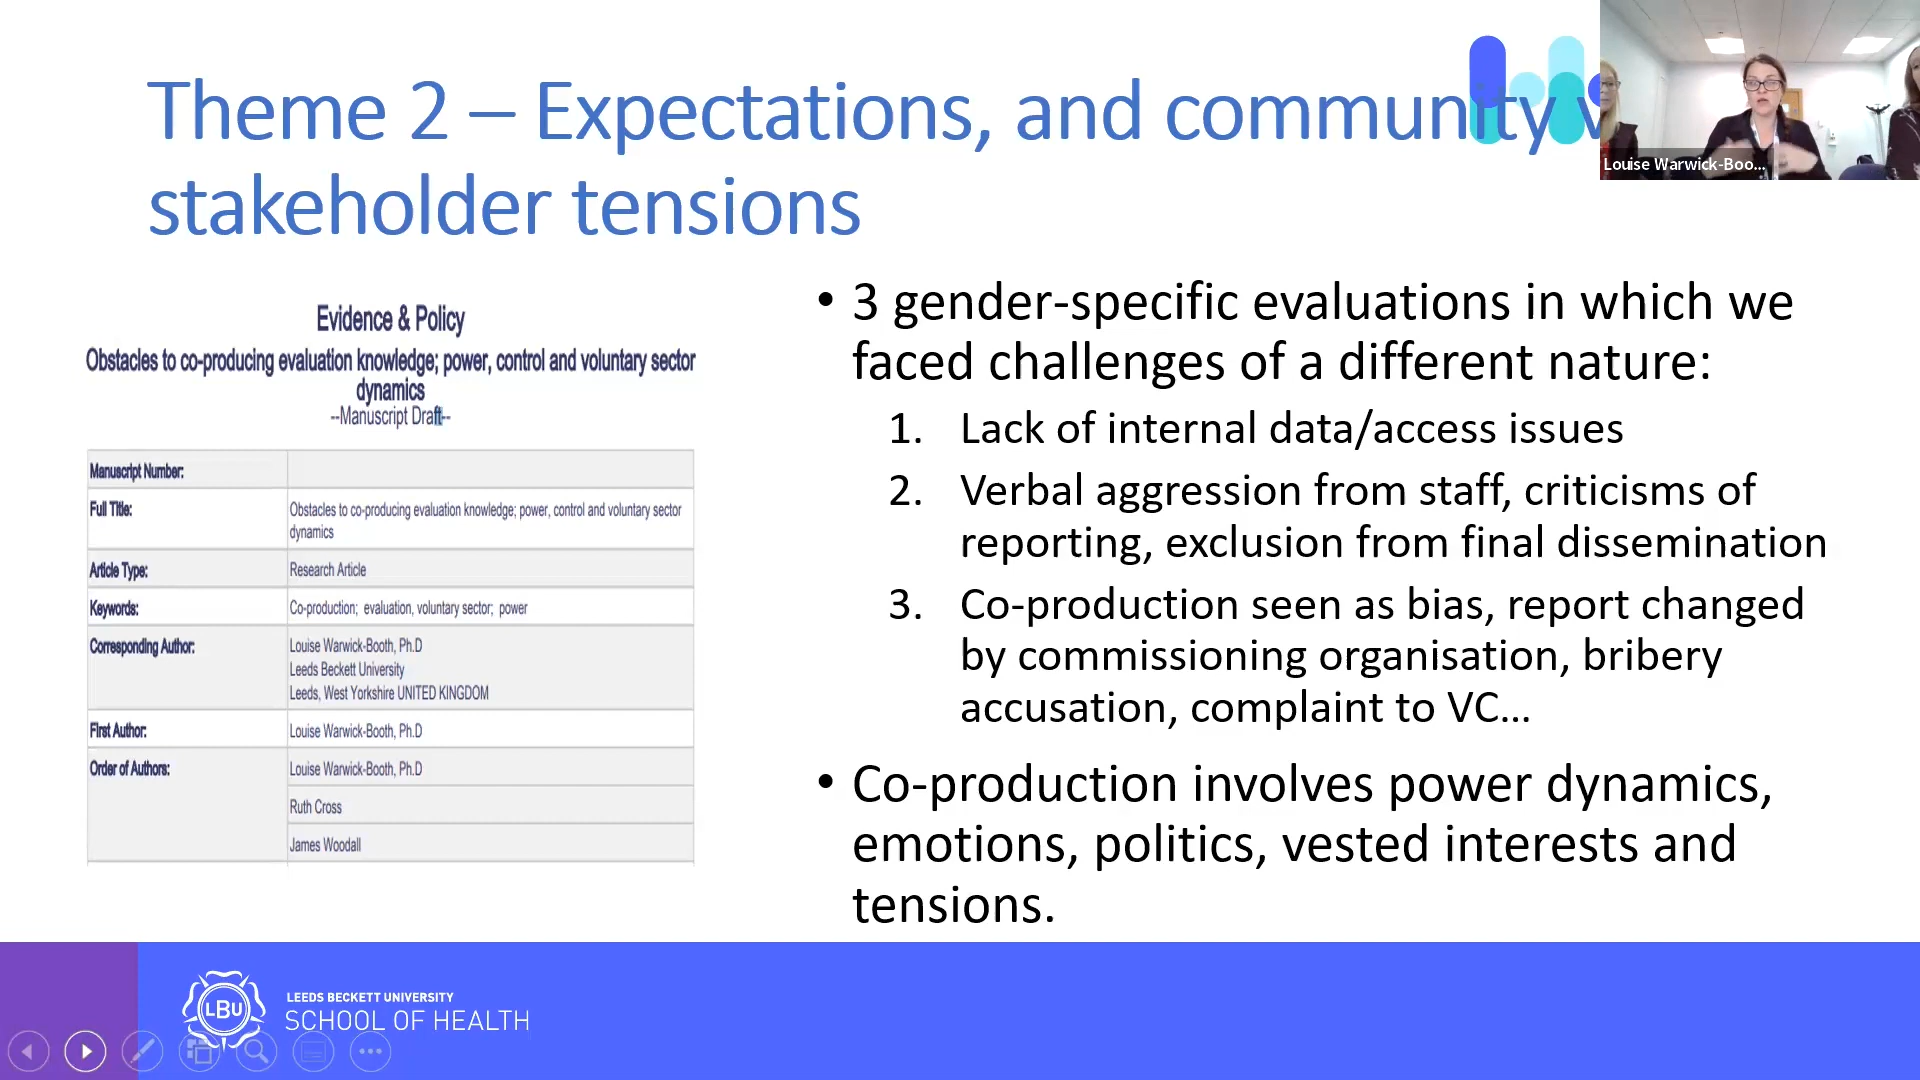 Theme 2 – Expectations, and community v
stakeholder tensions
Louise Warwick-Boo...
Evidence & Policy
Obstacles to co-producing evaluation knowledge; power, control and voluntary sector
dynamics
--Manuscript Draft--
Manuscript Number:
Full Title: Obstacles to co-producing evaluation knowledge; power, control and voluntary sector
dynamics
Article Type: Research Article
Keywords: Co-production; evaluation, voluntary sector; power
Corresponding Author: Louise Warwick-Booth, Ph.D
Leeds Beckett University
Leeds, West Yorkshire UNITED KINGDOM
First Author: Louise Warwick-Booth, Ph.D
Order of Authors: Louise Warwick-Booth, Ph.D
Ruth Cross
James Woodall
• 3 gender-specific evaluations in which we
faced challenges of a different nature:
1. Lack of internal data/access issues
2. Verbal aggression from staff, criticisms of
reporting, exclusion from final dissemination
3. Co-production seen as bias, report changed
by commissioning organisation, bribery
accusation, complaint to VC...
• Co-production involves power dynamics,
emotions, politics, vested interests and
tensions.
LBU
LEEDS BECKETT UNIVERSITY
SCHOOL OF HEALTH